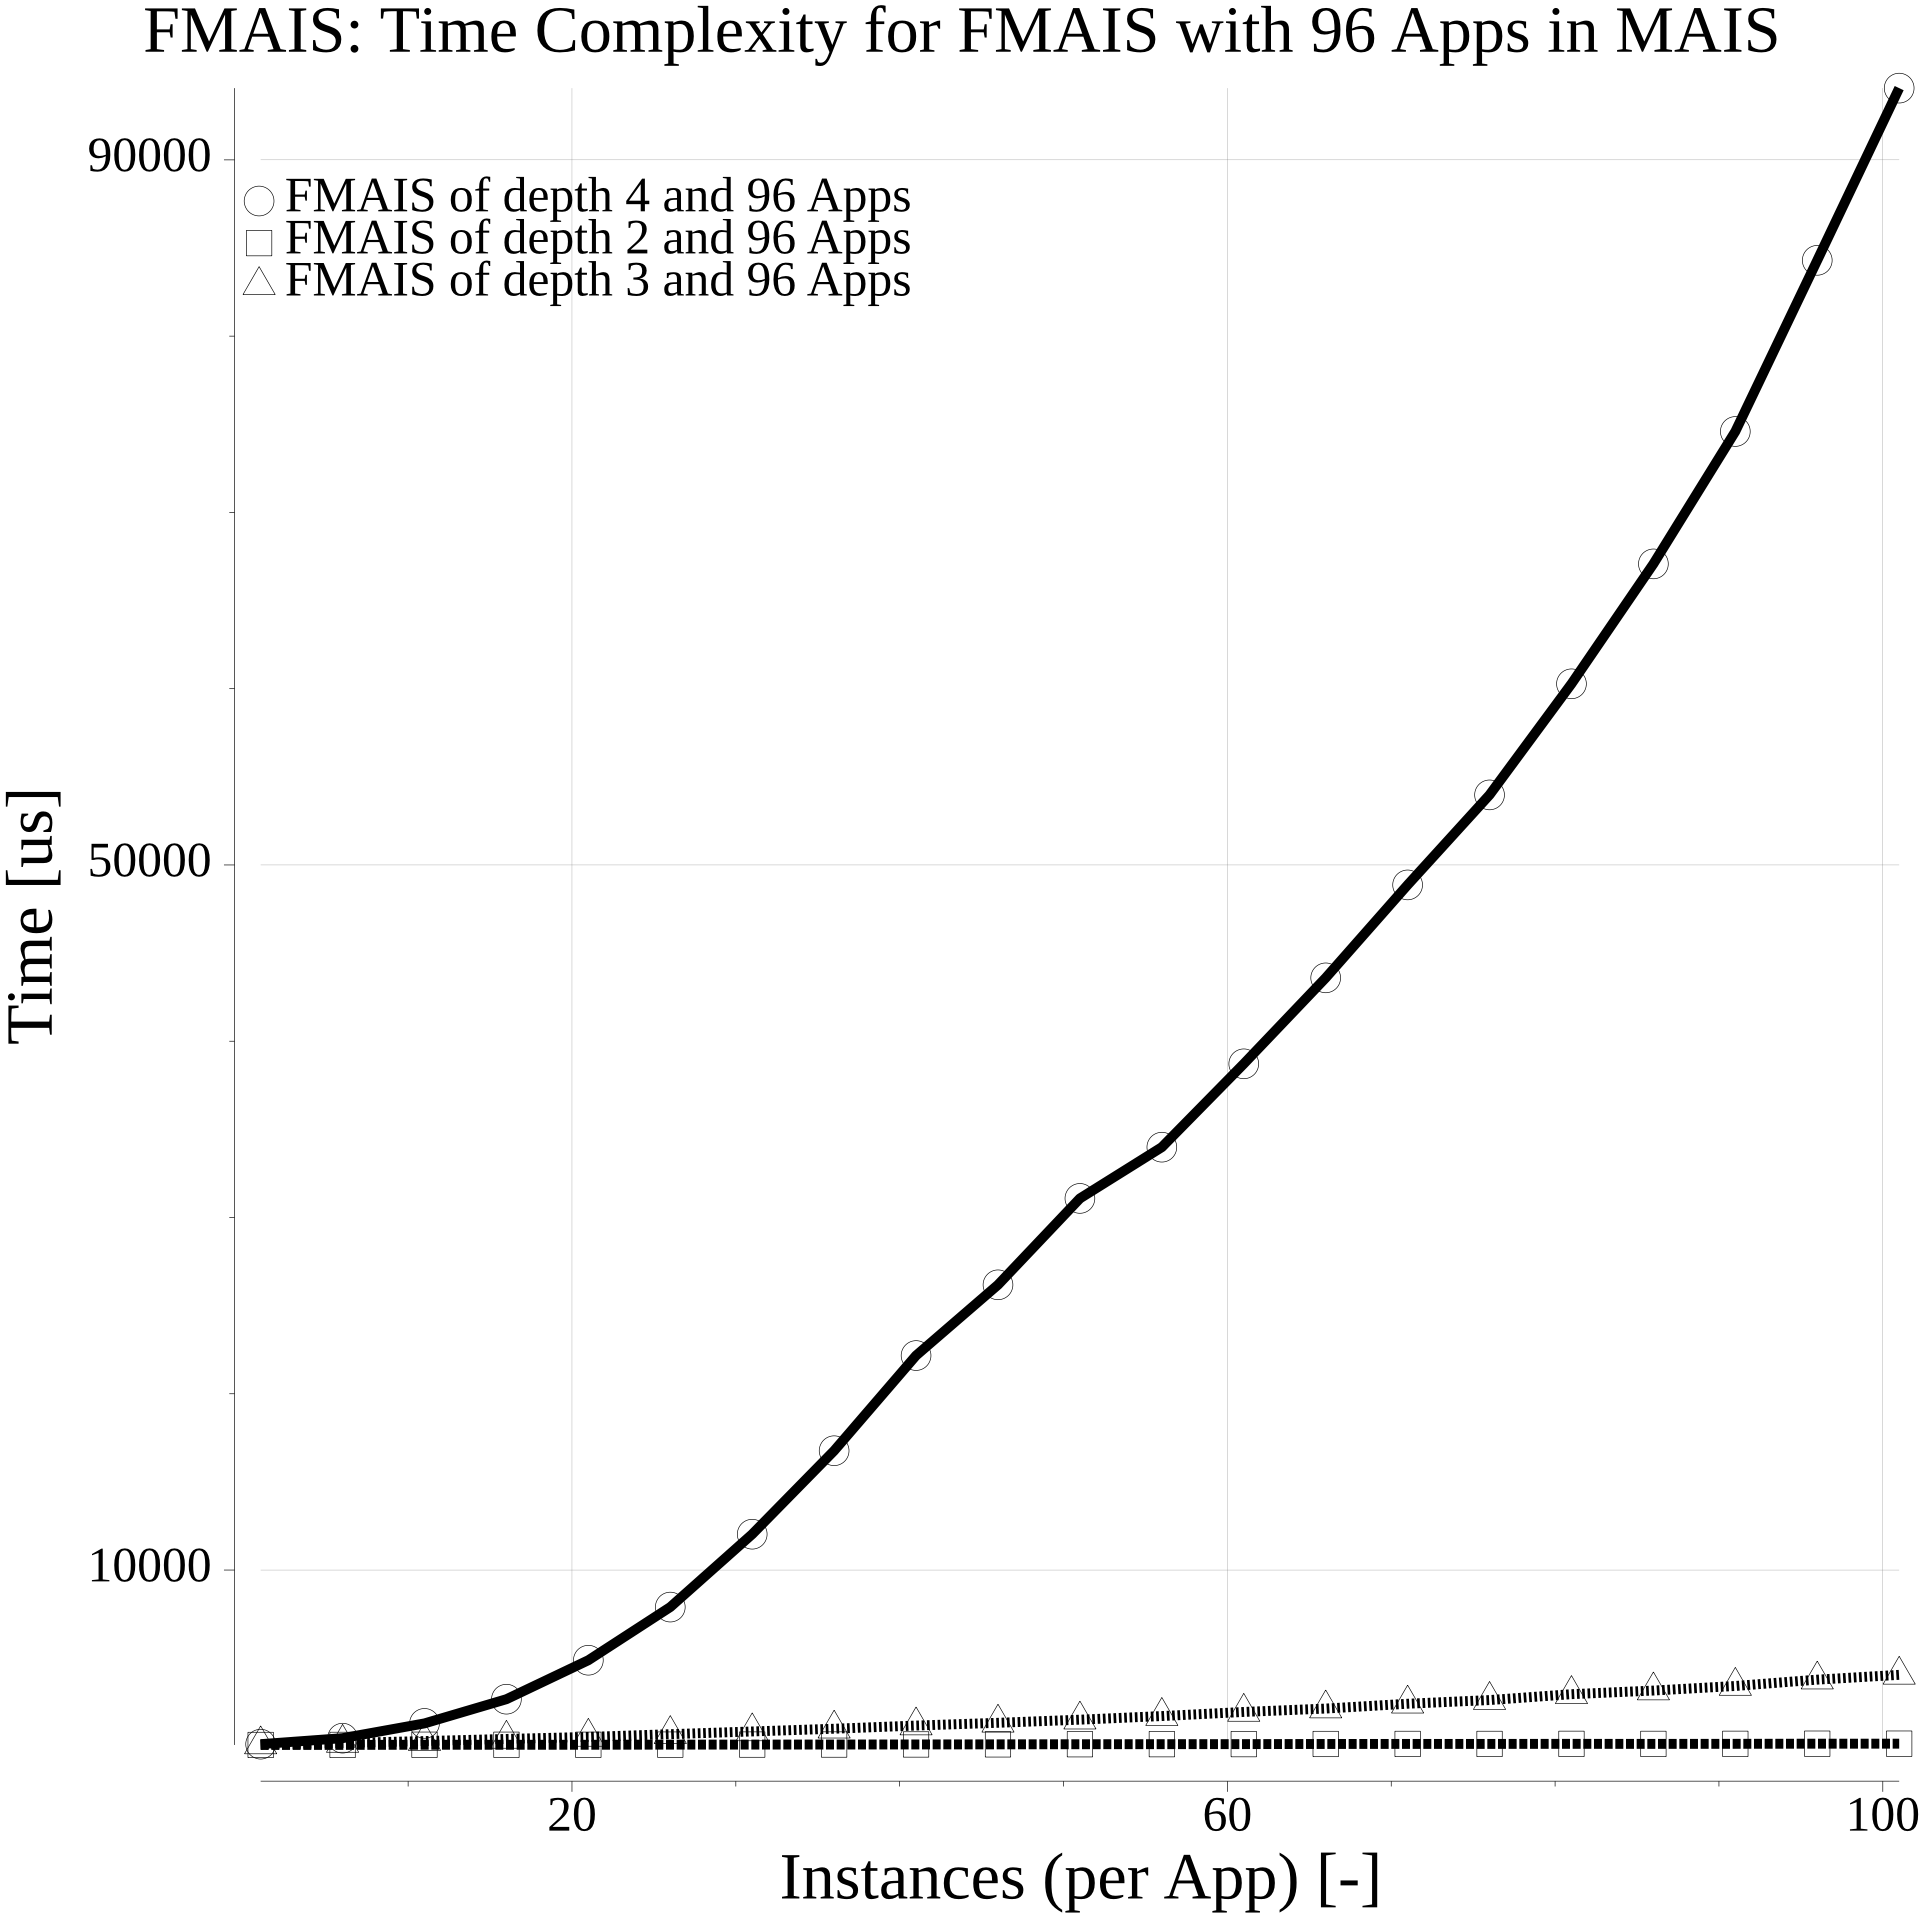 FMAIS: Time Complexity for FMAIS with 96 Apps in MAIS
90000
FMAIS of depth 4 and 96 Apps
FMAIS of depth 2 and 96 Apps
FMAIS of depth 3 and 96 Apps
Time [us]
50000
10000
20
60
100
Instances (per App) [-]